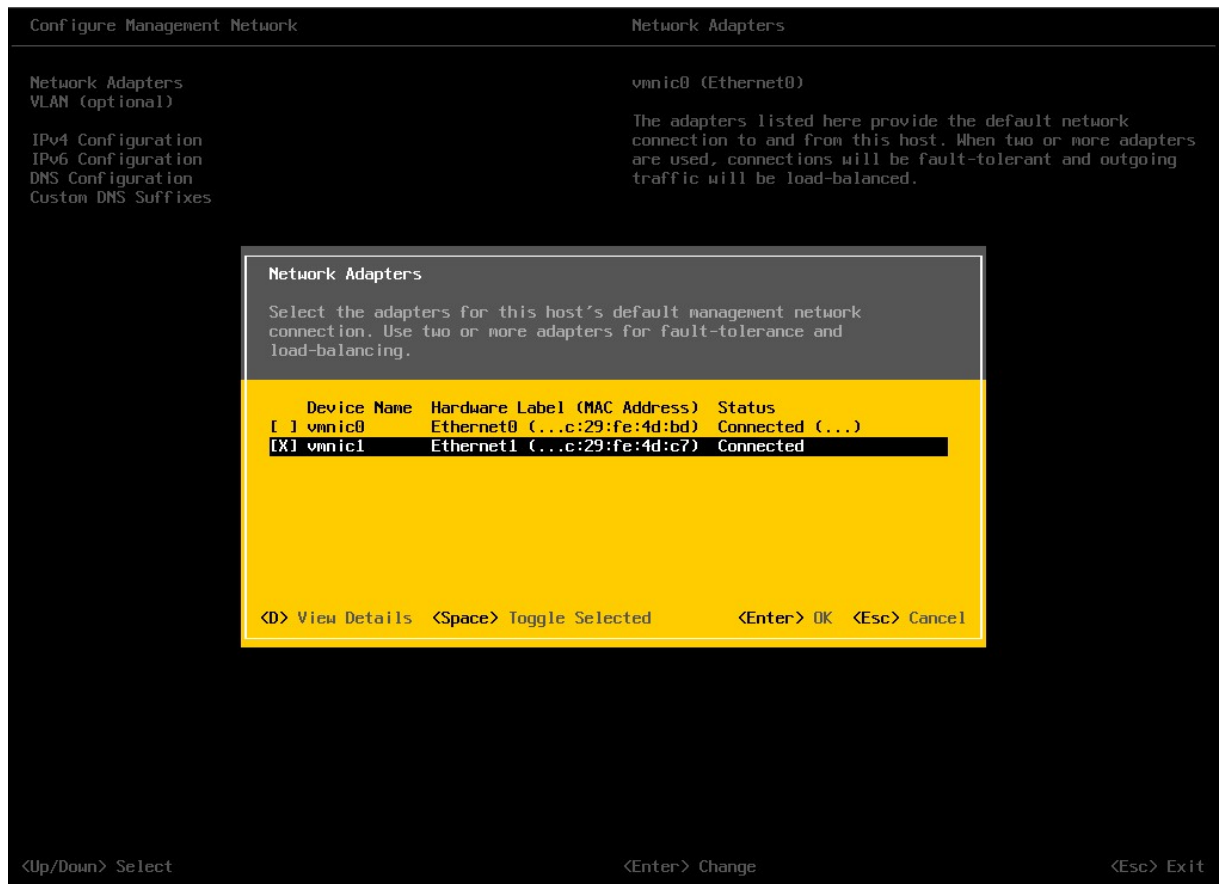 Configure Management Network
Network Adapters
Network Adapters
VLAN (optional)
IPv4 Configuration
IPv6 Configuration
DNS Configuration
Custom DNS Suffixes
vmnic0 (Ethernet0)
The adapters listed here provide the default network
connection to and from this host. When two or more adapters
are used, connections will be fault-tolerant and outgoing
traffic will be load-balanced.
Network Adapters
Select the adapters for this host's default management network
connection. Use two or more adapters for fault-tolerance and
load-balancing.
Device Name Hardware Label (MAC Address) Status
[ ] vmnic0 Ethernet0 (...c:29:fe:4d:bd) Connected (...)
[X] vmnic1 Ethernet1 (...c:29:fe:4d:c7) Connected
<D> View Details <Space> Toggle Selected <Enter> OK <Esc> Cancel
<Up/Down> Select <Enter> Change <Esc> Exit